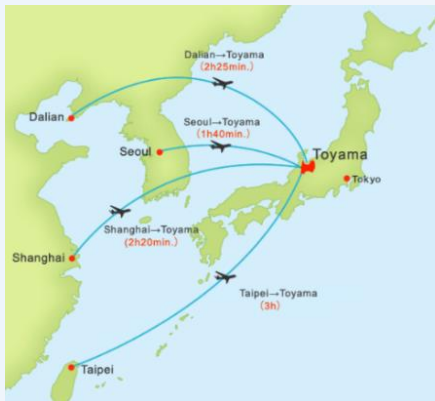 Dalian→Toyama
(2h25min.)
Dalian
Seoul→Toyama
(1h40min.)
Seoul
Toyama
Tokyo
Shanghai→Toyama
(2h20min.)
Shanghai
Taipei→Toyama
(3h)
Taipei